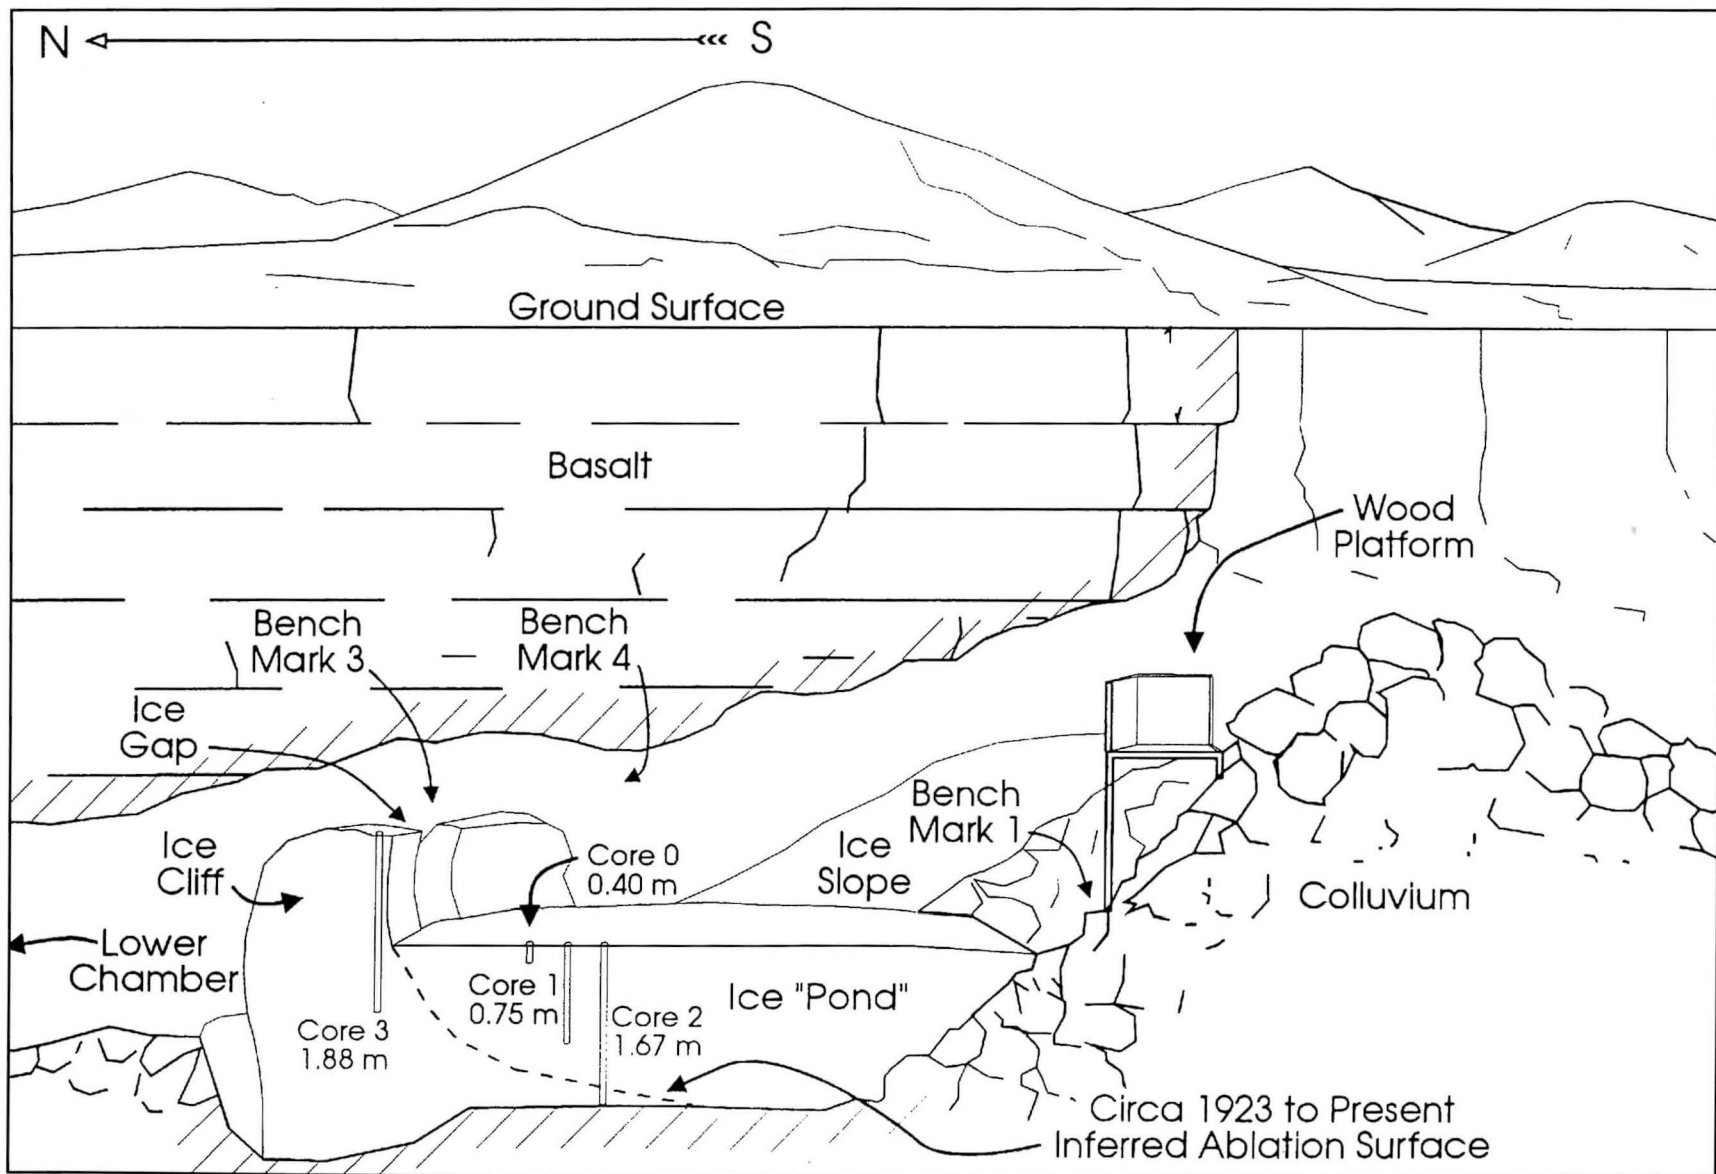 N
S
Ground Surface
Basalt
Wood
Platform
Bench
Mark 3
Bench
Mark 4
Ice
Gap
Bench
Mark 1
Ice
Cliff
Core 0
0.40 m
Ice
Slope
Colluvium
Lower
Chamber
Core 1
0.75 m
Ice "Pond"
Core 3
1.88 m
Core 2
1.67 m
Circa 1923 to Present
Inferred Ablation Surface